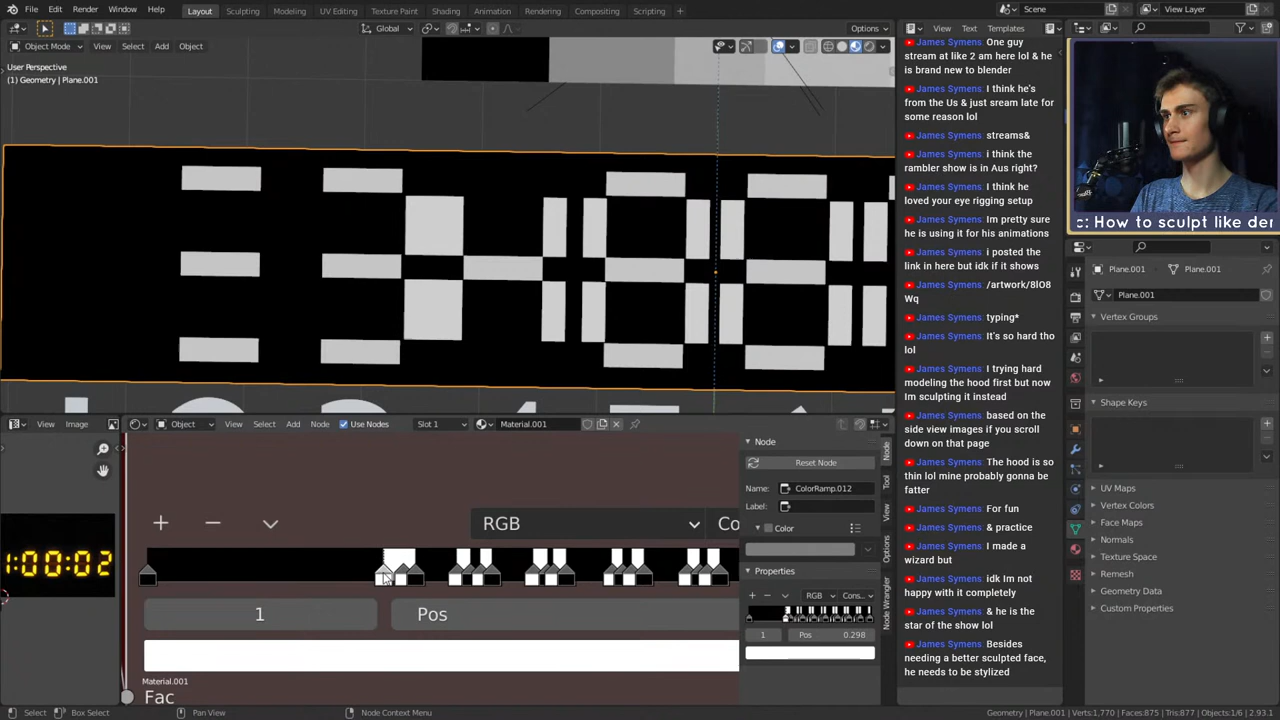 File Edit Render Window Help
Layout Sculpting Modeling UV Editing Texture Paint Shading Animation Rendering Compositing Scripting
Scene
View Layer
Global
Options
View Text Templates
Object Mode View Select Add Object
User Perspective
(1) Geometry | Plane.001
James Symens: One guy
stream at like 2 am here lol & he
is brand new to blender
James Symens: I think he's
from the Us & just sream late for
some reason lol
James Symens: streams&
James Symens: i think the
rambler show is in Aus right?
James Symens: I think he
loved your eye rigging setup
James Symens: Im pretty sure
he is using it for his animations
James Symens: i posted the
link in here but idk if it shows
James Symens: /artwork/8lO8
Wq
James Symens: typing*
James Symens: It's so hard tho
lol
James Symens: I trying hard
modeling the hood first but now
Im sculpting it instead
James Symens: based on the
side view images if you scroll
down on that page
James Symens: The hood is so
thin lol mine probably gonna be
fatter
James Symens: For fun
James Symens: & practice
James Symens: I made a
wizard but
James Symens: idk Im not
happy with it completely
James Symens: & he is the
star of the show lol
James Symens: Besides
needing a better sculpted face,
he needs to be stylized
c: How to sculpt like der
Plane.001 Plane.001
Plane.001
Vertex Groups
Shape Keys
UV Maps
Vertex Colors
Face Maps
Normals
Texture Space
Remesh
Geometry Data
Custom Properties
View Image
Object View Select Add Node Use Nodes Slot 1 Material.001
1:00:02
RGB Co
1 Pos
Material.001
Fac
Node
Reset Node
Name: ColorRamp.012
Label:
Color
Properties
RGB Cons...
1 Pos 0.298
Node
Tool
View
Options
Node Wrangler
Select Box Select Pan View Node Context Menu
Geometry | Plane.001 | Verts:1,770 | Faces:875 | Tris:877 | Objects:1/6 | 2.93.1